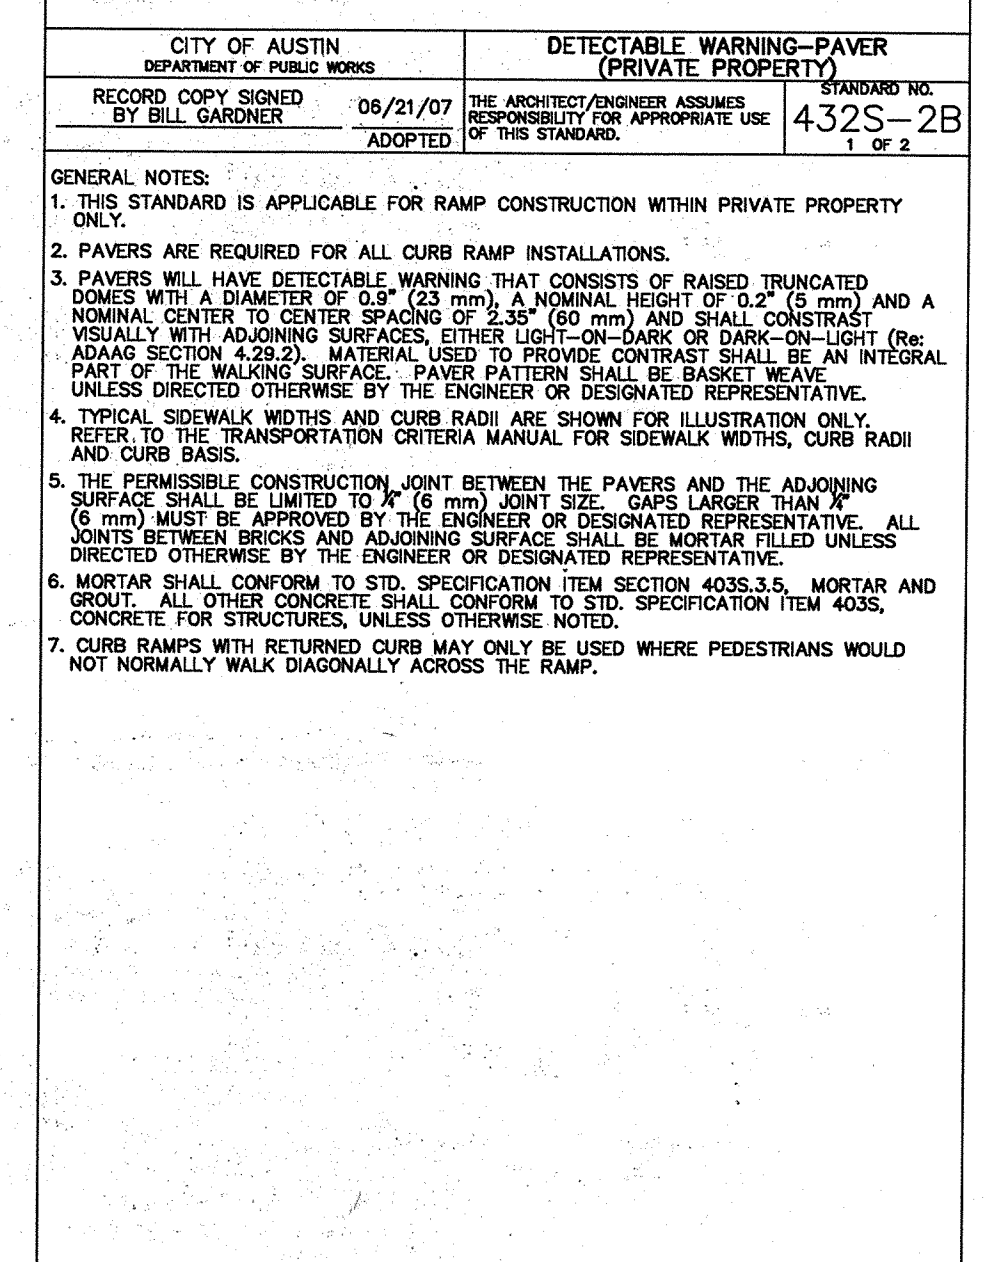 CITY OF AUSTIN
DEPARTMENT OF PUBLIC WORKS
DETECTABLE WARNING-PAVER
(PRIVATE PROPERTY)
RECORD COPY SIGNED
BY BILL GARDNER
06/21/07
ADOPTED
THE ARCHITECT/ENGINEER ASSUMES
RESPONSIBILITY FOR APPROPRIATE USE
OF THIS STANDARD.
STANDARD NO.
432S-2B
1 OF 2
GENERAL NOTES:
1. THIS STANDARD IS APPLICABLE FOR RAMP CONSTRUCTION WITHIN PRIVATE PROPERTY
ONLY.
2. PAVERS ARE REQUIRED FOR ALL CURB RAMP INSTALLATIONS.
3. PAVERS WILL HAVE DETECTABLE WARNING THAT CONSISTS OF RAISED TRUNCATED
DOMES WITH A DIAMETER OF 0.9" (23 mm), A NOMINAL HEIGHT OF 0.2" (5 mm) AND A
NOMINAL CENTER TO CENTER SPACING OF 2.35" (60 mm) AND SHALL CONSTRAST
VISUALLY WITH ADJOINING SURFACES, EITHER LIGHT-ON-DARK OR DARK-ON-LIGHT (Re:
ADAAG SECTION 4.29.2). MATERIAL USED TO PROVIDE CONTRAST SHALL BE AN INTEGRAL
PART OF THE WALKING SURFACE. PAVER PATTERN SHALL BE BASKET WEAVE
UNLESS DIRECTED OTHERWISE BY THE ENGINEER OR DESIGNATED REPRESENTATIVE.
4. TYPICAL SIDEWALK WIDTHS AND CURB RADII ARE SHOWN FOR ILLUSTRATION ONLY.
REFER TO THE TRANSPORTATION CRITERIA MANUAL FOR SIDEWALK WIDTHS, CURB RADII
AND CURB BASIS.
5. THE PERMISSIBLE CONSTRUCTION JOINT BETWEEN THE PAVERS AND THE ADJOINING
SURFACE SHALL BE LIMITED TO ¼" (6 mm) JOINT SIZE. GAPS LARGER THAN ¼"
(6 mm) MUST BE APPROVED BY THE ENGINEER OR DESIGNATED REPRESENTATIVE. ALL
JOINTS BETWEEN BRICKS AND ADJOINING SURFACE SHALL BE MORTAR FILLED UNLESS
DIRECTED OTHERWISE BY THE ENGINEER OR DESIGNATED REPRESENTATIVE.
6. MORTAR SHALL CONFORM TO STD. SPECIFICATION ITEM SECTION 403S.3.5, MORTAR AND
GROUT. ALL OTHER CONCRETE SHALL CONFORM TO STD. SPECIFICATION ITEM 403S,
CONCRETE FOR STRUCTURES, UNLESS OTHERWISE NOTED.
7. CURB RAMPS WITH RETURNED CURB MAY ONLY BE USED WHERE PEDESTRIANS WOULD
NOT NORMALLY WALK DIAGONALLY ACROSS THE RAMP.